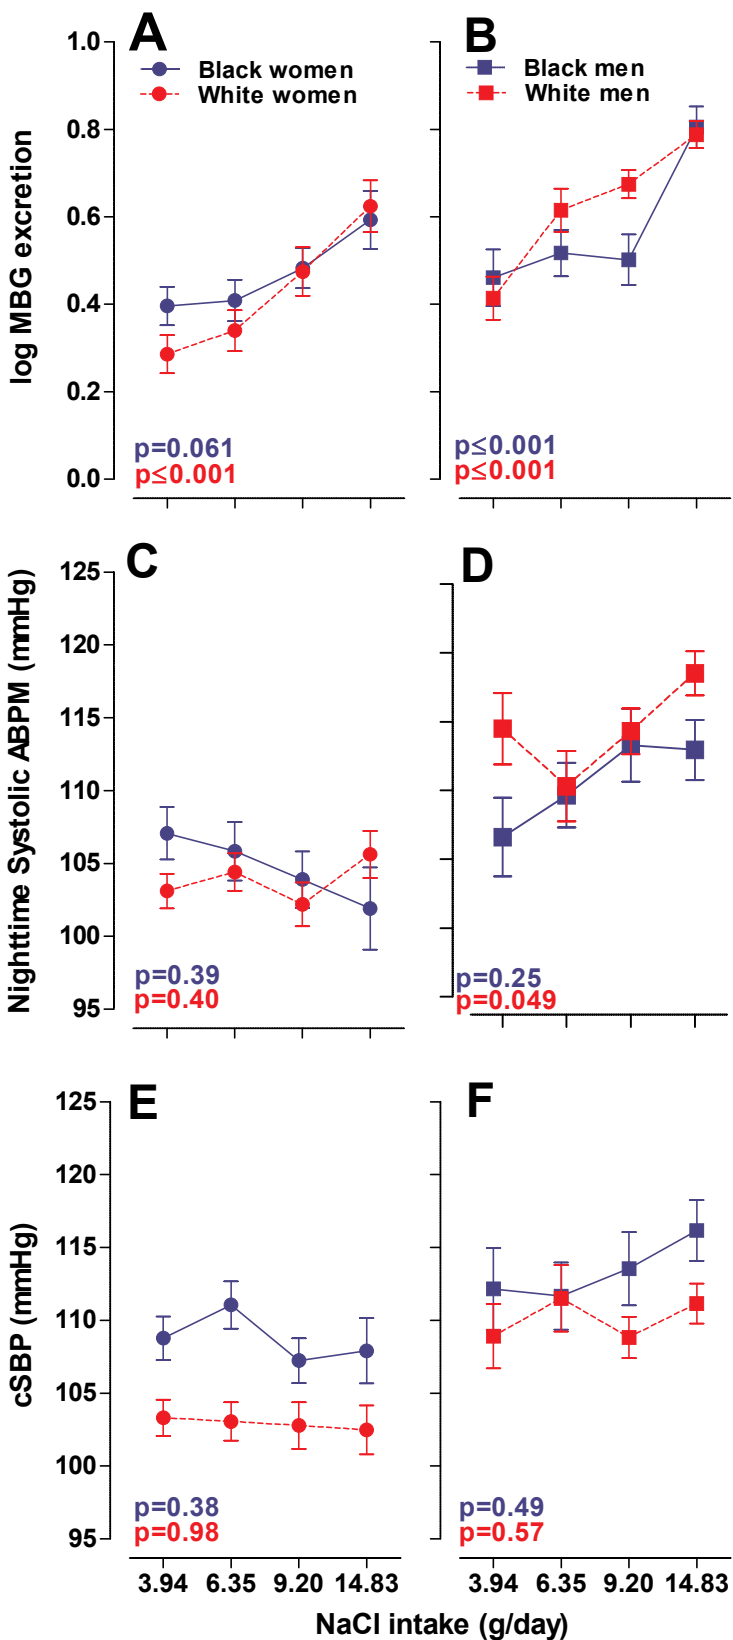 A
B
Black women
White women
Black men
White men
log MBG excretion
1.0
0.8
0.6
0.4
0.2
0.0
p=0.061
p≤0.001
p≤0.001
p≤0.001
C
D
Nighttime Systolic ABPM (mmHg)
125
120
115
110
105
100
95
p=0.39
p=0.40
p=0.25
p=0.049
E
F
cSBP (mmHg)
125
120
115
110
105
100
95
p=0.38
p=0.98
p=0.49
p=0.57
3.94 6.35 9.20 14.83
3.94 6.35 9.20 14.83
NaCl intake (g/day)